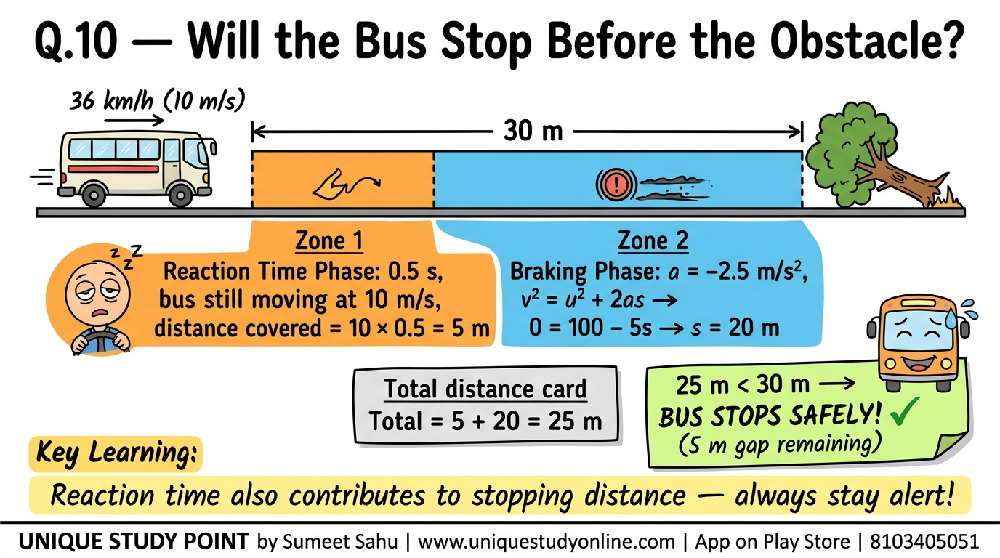 Q.10 — Will the Bus Stop Before the Obstacle?
36 km/h (10 m/s)
30 m
!
Zone 1
Reaction Time Phase: 0.5 s,
bus still moving at 10 m/s,
distance covered = 10 × 0.5 = 5 m
z z z
Zone 2
Braking Phase: a = −2.5 m/s²,
v² = u² + 2as →
0 = 100 − 5s → s = 20 m
Total distance card
Total = 5 + 20 = 25 m
25 m < 30 m →
BUS STOPS SAFELY! ✓
(5 m gap remaining)
Key Learning:
Reaction time also contributes to stopping distance — always stay alert!
UNIQUE STUDY POINT by Sumeet Sahu | www.uniquestudyonline.com | App on Play Store | 8103405051